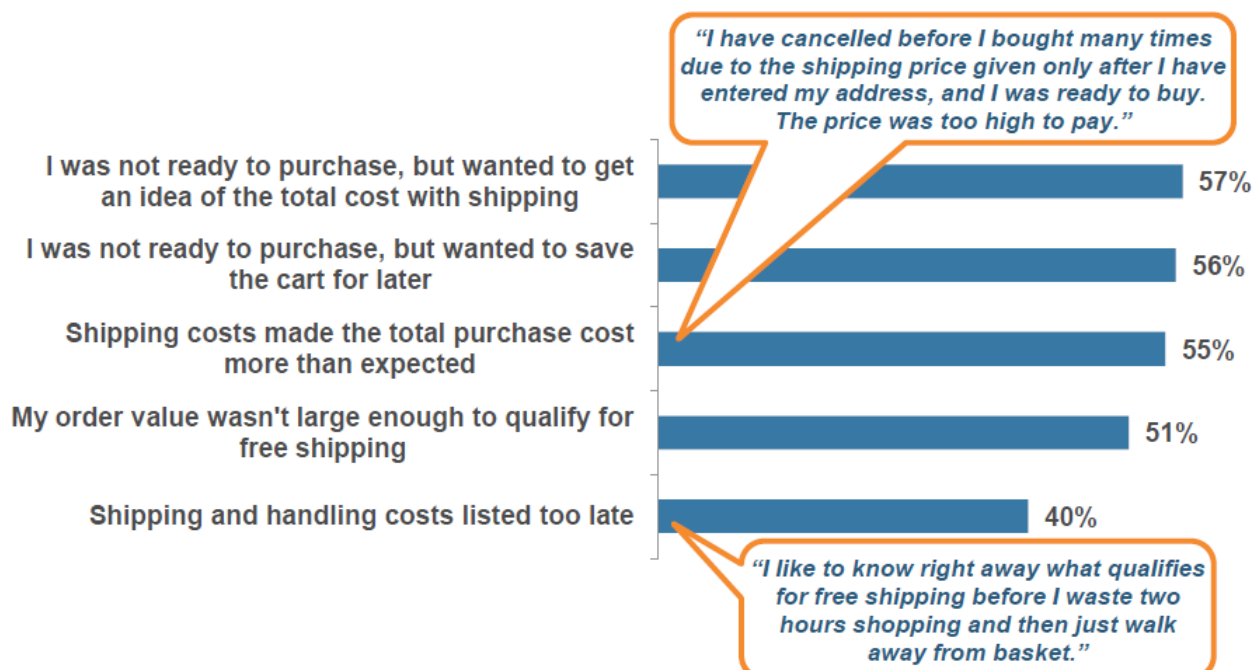 “I have cancelled before I bought many times
due to the shipping price given only after I have
entered my address, and I was ready to buy.
The price was too high to pay.”
I was not ready to purchase, but wanted to get
an idea of the total cost with shipping
57%
I was not ready to purchase, but wanted to save
the cart for later
56%
Shipping costs made the total purchase cost
more than expected
55%
My order value wasn't large enough to qualify for
free shipping
51%
Shipping and handling costs listed too late
40%
“I like to know right away what qualifies
for free shipping before I waste two
hours shopping and then just walk
away from basket.”